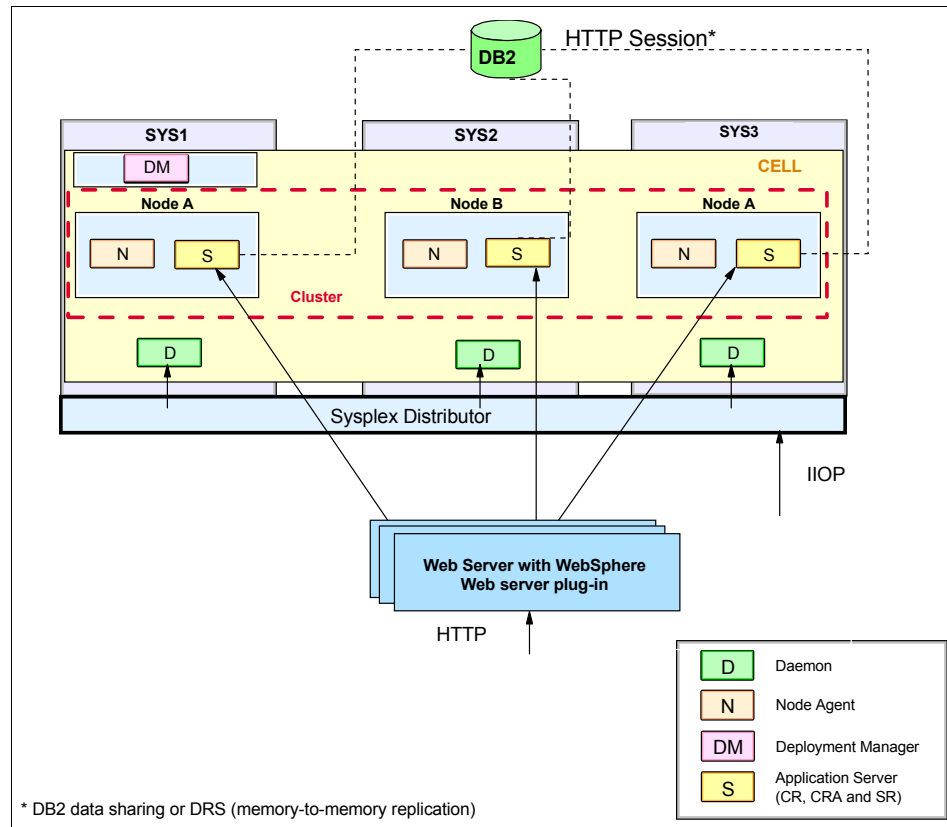 HTTP Session*
DB2
SYS1
SYS2
SYS3
DM
CELL
Node A
Node B
Node A
N
S
N
S
N
S
Cluster
D
D
D
Sysplex Distributor
IIOP
Web Server with WebSphere
Web server plug-in
HTTP
D
Daemon
N
Node Agent
DM
Deployment Manager
S
Application Server
(CR, CRA and SR)
* DB2 data sharing or DRS (memory-to-memory replication)